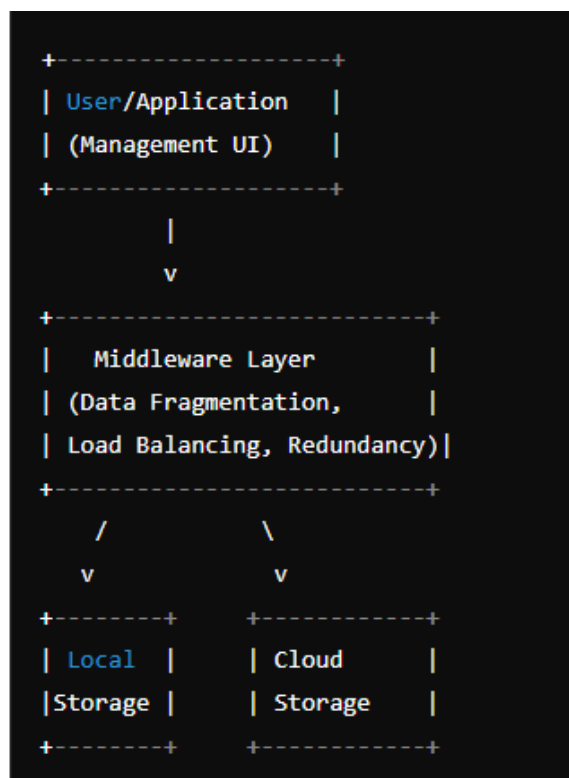 +--------------------+
| User/Application   |
| (Management UI)    |
+--------------------+
         |
         v
+---------------------------+
|   Middleware Layer        |
| (Data Fragmentation,      |
| Load Balancing, Redundancy)|
+---------------------------+
    /           \
   v             v
+--------+     +------------+
| Local  |     | Cloud      |
|Storage |     | Storage    |
+--------+     +------------+